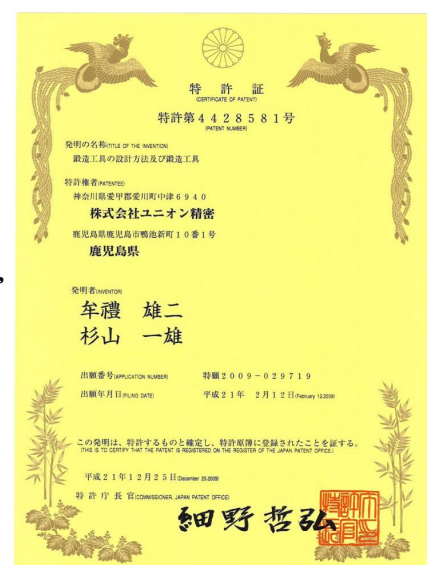 特許証
(CERTIFICATE OF PATENT)
特許第4428581号
(PATENT NUMBER)
発明の名称(TITLE OF THE INVENTION)
鍛造工具の設計方法及び鍛造工具
特許権者(PATENTEE)
神奈川県愛甲郡愛川町中津6940
株式会社ユニオン精密
鹿児島県鹿児島市鴨池新町10番1号
鹿児島県
発明者(INVENTOR)
牟禮 雄二
杉山 一雄
出願番号(APPLICATION NUMBER) 特願2009-029719
出願年月日(FILING DATE) 平成21年 2月12日(February 12,2009)
この発明は、特許するものと確定し、特許原簿に登録されたことを証する。
(THIS IS TO CERTIFY THAT THE PATENT IS REGISTERED ON THE REGISTER OF THE JAPAN PATENT OFFICE.)
平成21年12月25日(December 25,2009)
特許庁長官(COMMISSIONER, JAPAN PATENT OFFICE)
細野哲弘